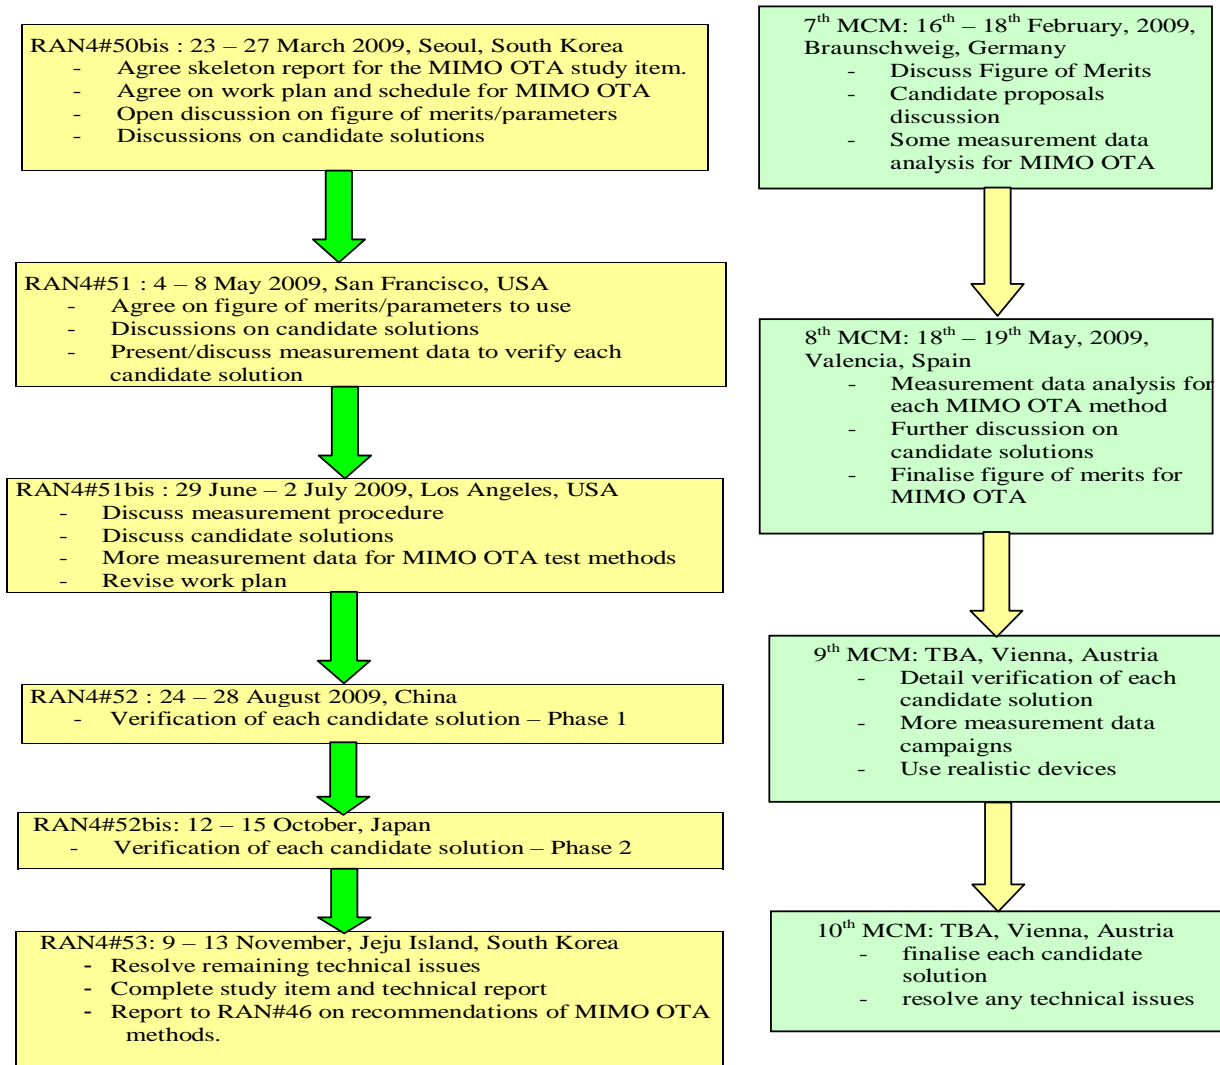 RAN4#50bis : 23 – 27 March 2009, Seoul, South Korea
- Agree skeleton report for the MIMO OTA study item.
- Agree on work plan and schedule for MIMO OTA
- Open discussion on figure of merits/parameters
- Discussions on candidate solutions
RAN4#51 : 4 – 8 May 2009, San Francisco, USA
- Agree on figure of merits/parameters to use
- Discussions on candidate solutions
- Present/discuss measurement data to verify each
candidate solution
RAN4#51bis : 29 June – 2 July 2009, Los Angeles, USA
- Discuss measurement procedure
- Discuss candidate solutions
- More measurement data for MIMO OTA test methods
- Revise work plan
RAN4#52 : 24 – 28 August 2009, China
- Verification of each candidate solution – Phase 1
RAN4#52bis: 12 – 15 October, Japan
- Verification of each candidate solution – Phase 2
RAN4#53: 9 – 13 November, Jeju Island, South Korea
- Resolve remaining technical issues
- Complete study item and technical report
- Report to RAN#46 on recommendations of MIMO OTA
methods.
7th MCM: 16th – 18th February, 2009,
Braunschweig, Germany
- Discuss Figure of Merits
- Candidate proposals
discussion
- Some measurement data
analysis for MIMO OTA
8th MCM: 18th – 19th May, 2009,
Valencia, Spain
- Measurement data analysis for
each MIMO OTA method
- Further discussion on
candidate solutions
- Finalise figure of merits for
MIMO OTA
9th MCM: TBA, Vienna, Austria
- Detail verification of each
candidate solution
- More measurement data
campaigns
- Use realistic devices
10th MCM: TBA, Vienna, Austria
- finalise each candidate
solution
- resolve any technical issues